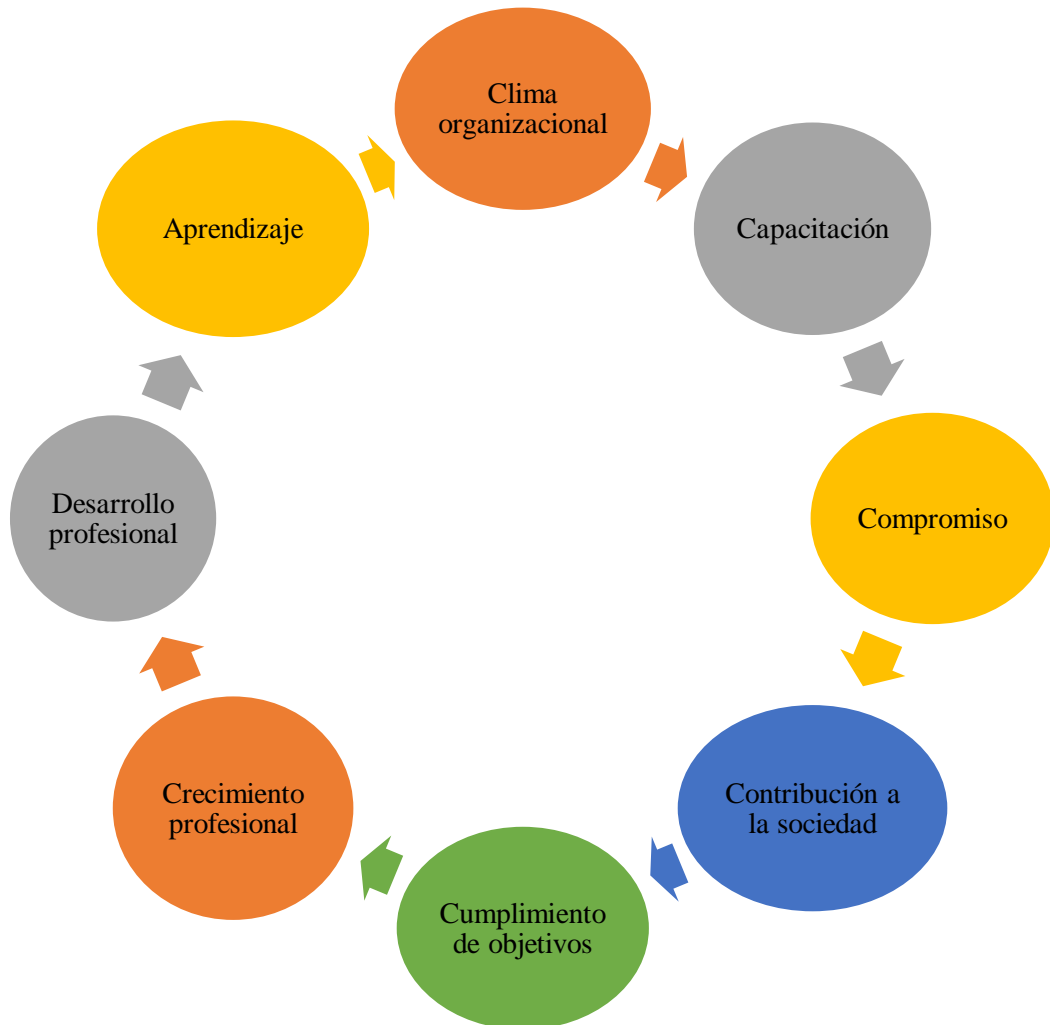 Clima
organizacional
Capacitación
Compromiso
Contribución a
la sociedad
Cumplimiento
de objetivos
Crecimiento
profesional
Desarrollo
profesional
Aprendizaje